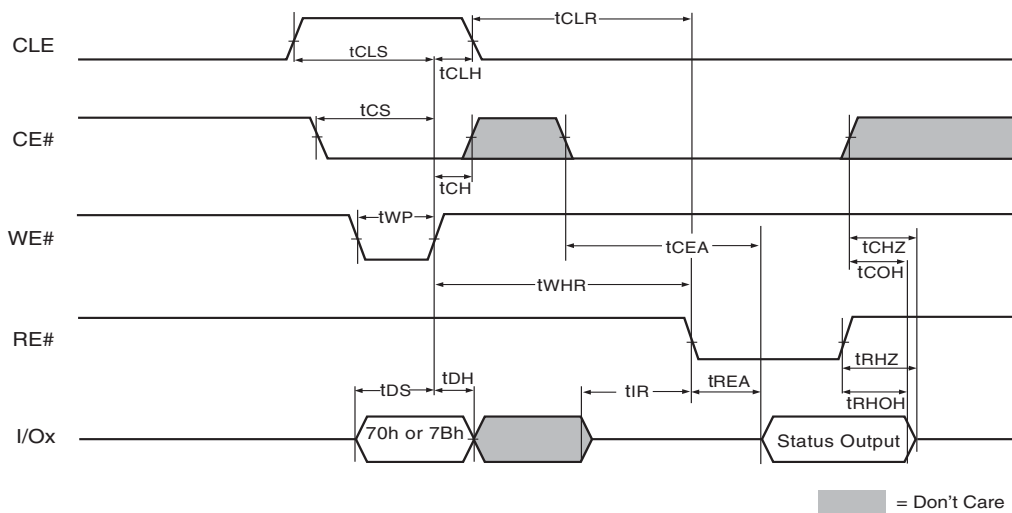 tCLR
CLE
tCLS
tCLH
tCS
CE#
tCH
tWP
WE#
tCEA
tCHZ
tCOH
tWHR
RE#
tRHZ
tDS
tDH
tIR
tREA
tRHOH
I/Ox
70h or 7Bh
Status Output
= Don't Care